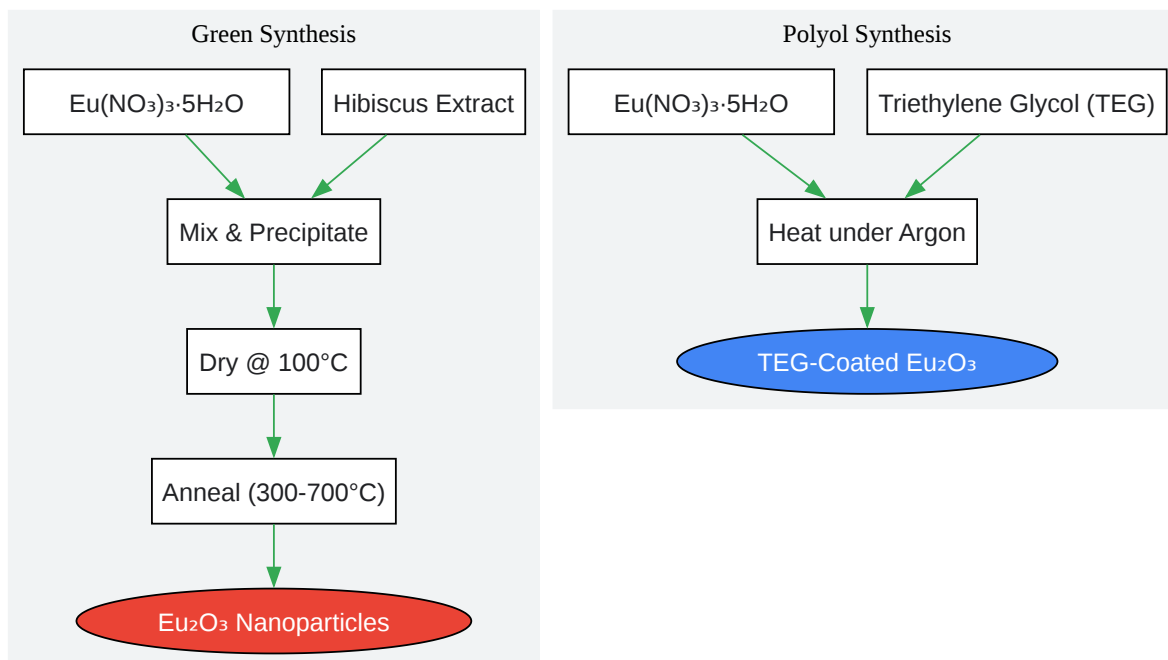 Green Synthesis
Eu(NO₃)₃·5H₂O
Hibiscus Extract
Mix & Precipitate
Dry @ 100°C
Anneal (300-700°C)
Eu₂O₃ Nanoparticles
Polyol Synthesis
Eu(NO₃)₃·5H₂O
Triethylene Glycol (TEG)
Heat under Argon
TEG-Coated Eu₂O₃